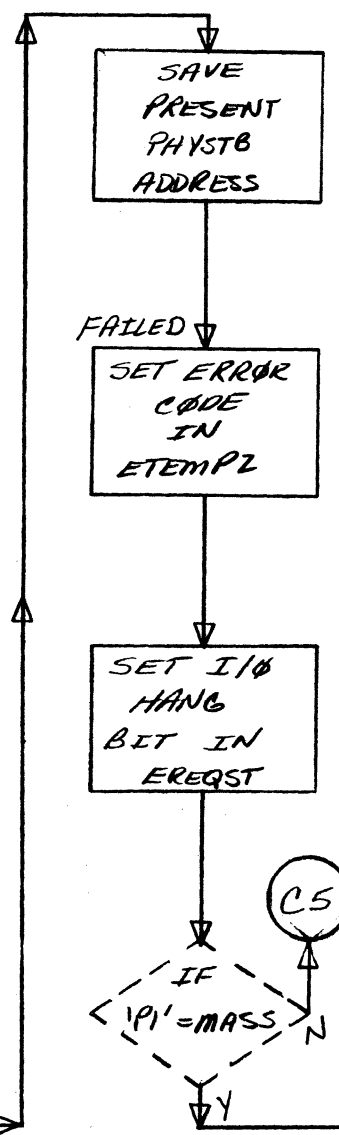 SAVE
PRESENT
PHYSTB
ADDRESS
FAILED
SET ERRØR
CØDE
IN
ETEMP2
SET I/Ø
HANG
BIT IN
EREQST
C5
IF
'P1'=MASS
N
Y